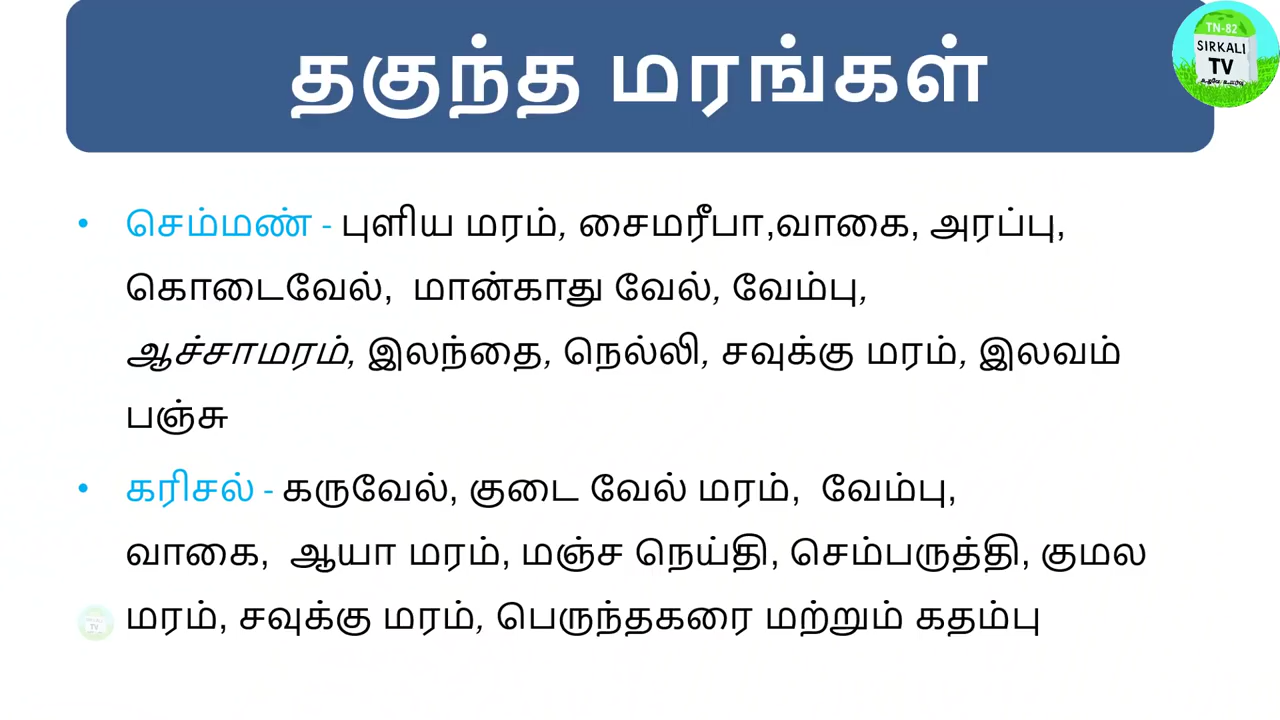 தகுந்த மரங்கள்
TN-82
SIRKALI
TV
• செம்மண் - புளிய மரம், சைமரீபா,வாகை, அரப்பு,
கொடைவேல், மான்காது வேல், வேம்பு,
ஆச்சாமரம், இலந்தை, நெல்லி, சவுக்கு மரம், இலவம்
பஞ்சு
• கரிசல் - கருவேல், குடை வேல் மரம், வேம்பு,
வாகை, ஆயா மரம், மஞ்ச நெய்தி, செம்பருத்தி, குமல
மரம், சவுக்கு மரம், பெருந்தகரை மற்றும் கதம்பு